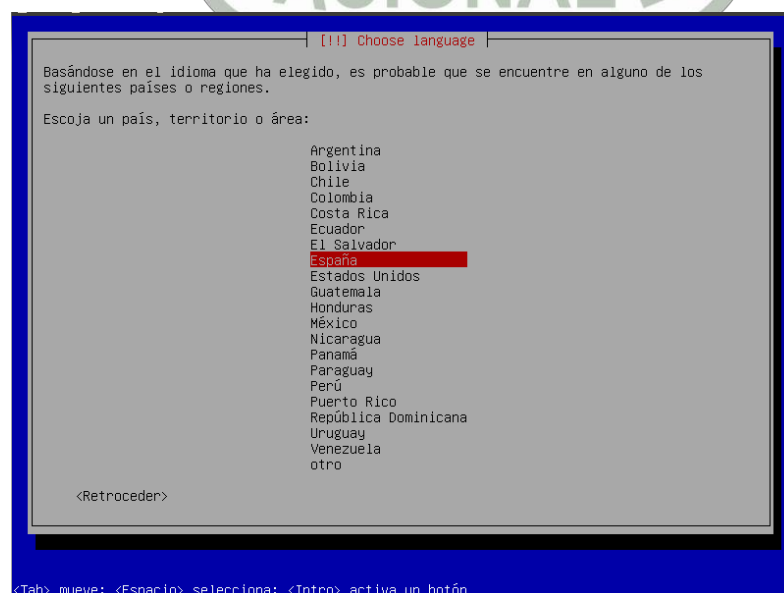 [!!] Choose language
Basándose en el idioma que ha elegido, es probable que se encuentre en alguno de los
siguientes países o regiones.
Escoja un país, territorio o área:
Argentina
Bolivia
Chile
Colombia
Costa Rica
Ecuador
El Salvador
España
Estados Unidos
Guatemala
Honduras
México
Nicaragua
Panamá
Paraguay
Perú
Puerto Rico
República Dominicana
Uruguay
Venezuela
otro
<Retroceder>
<Tab> mueve; <Espacio> selecciona; <Intro> activa un botón